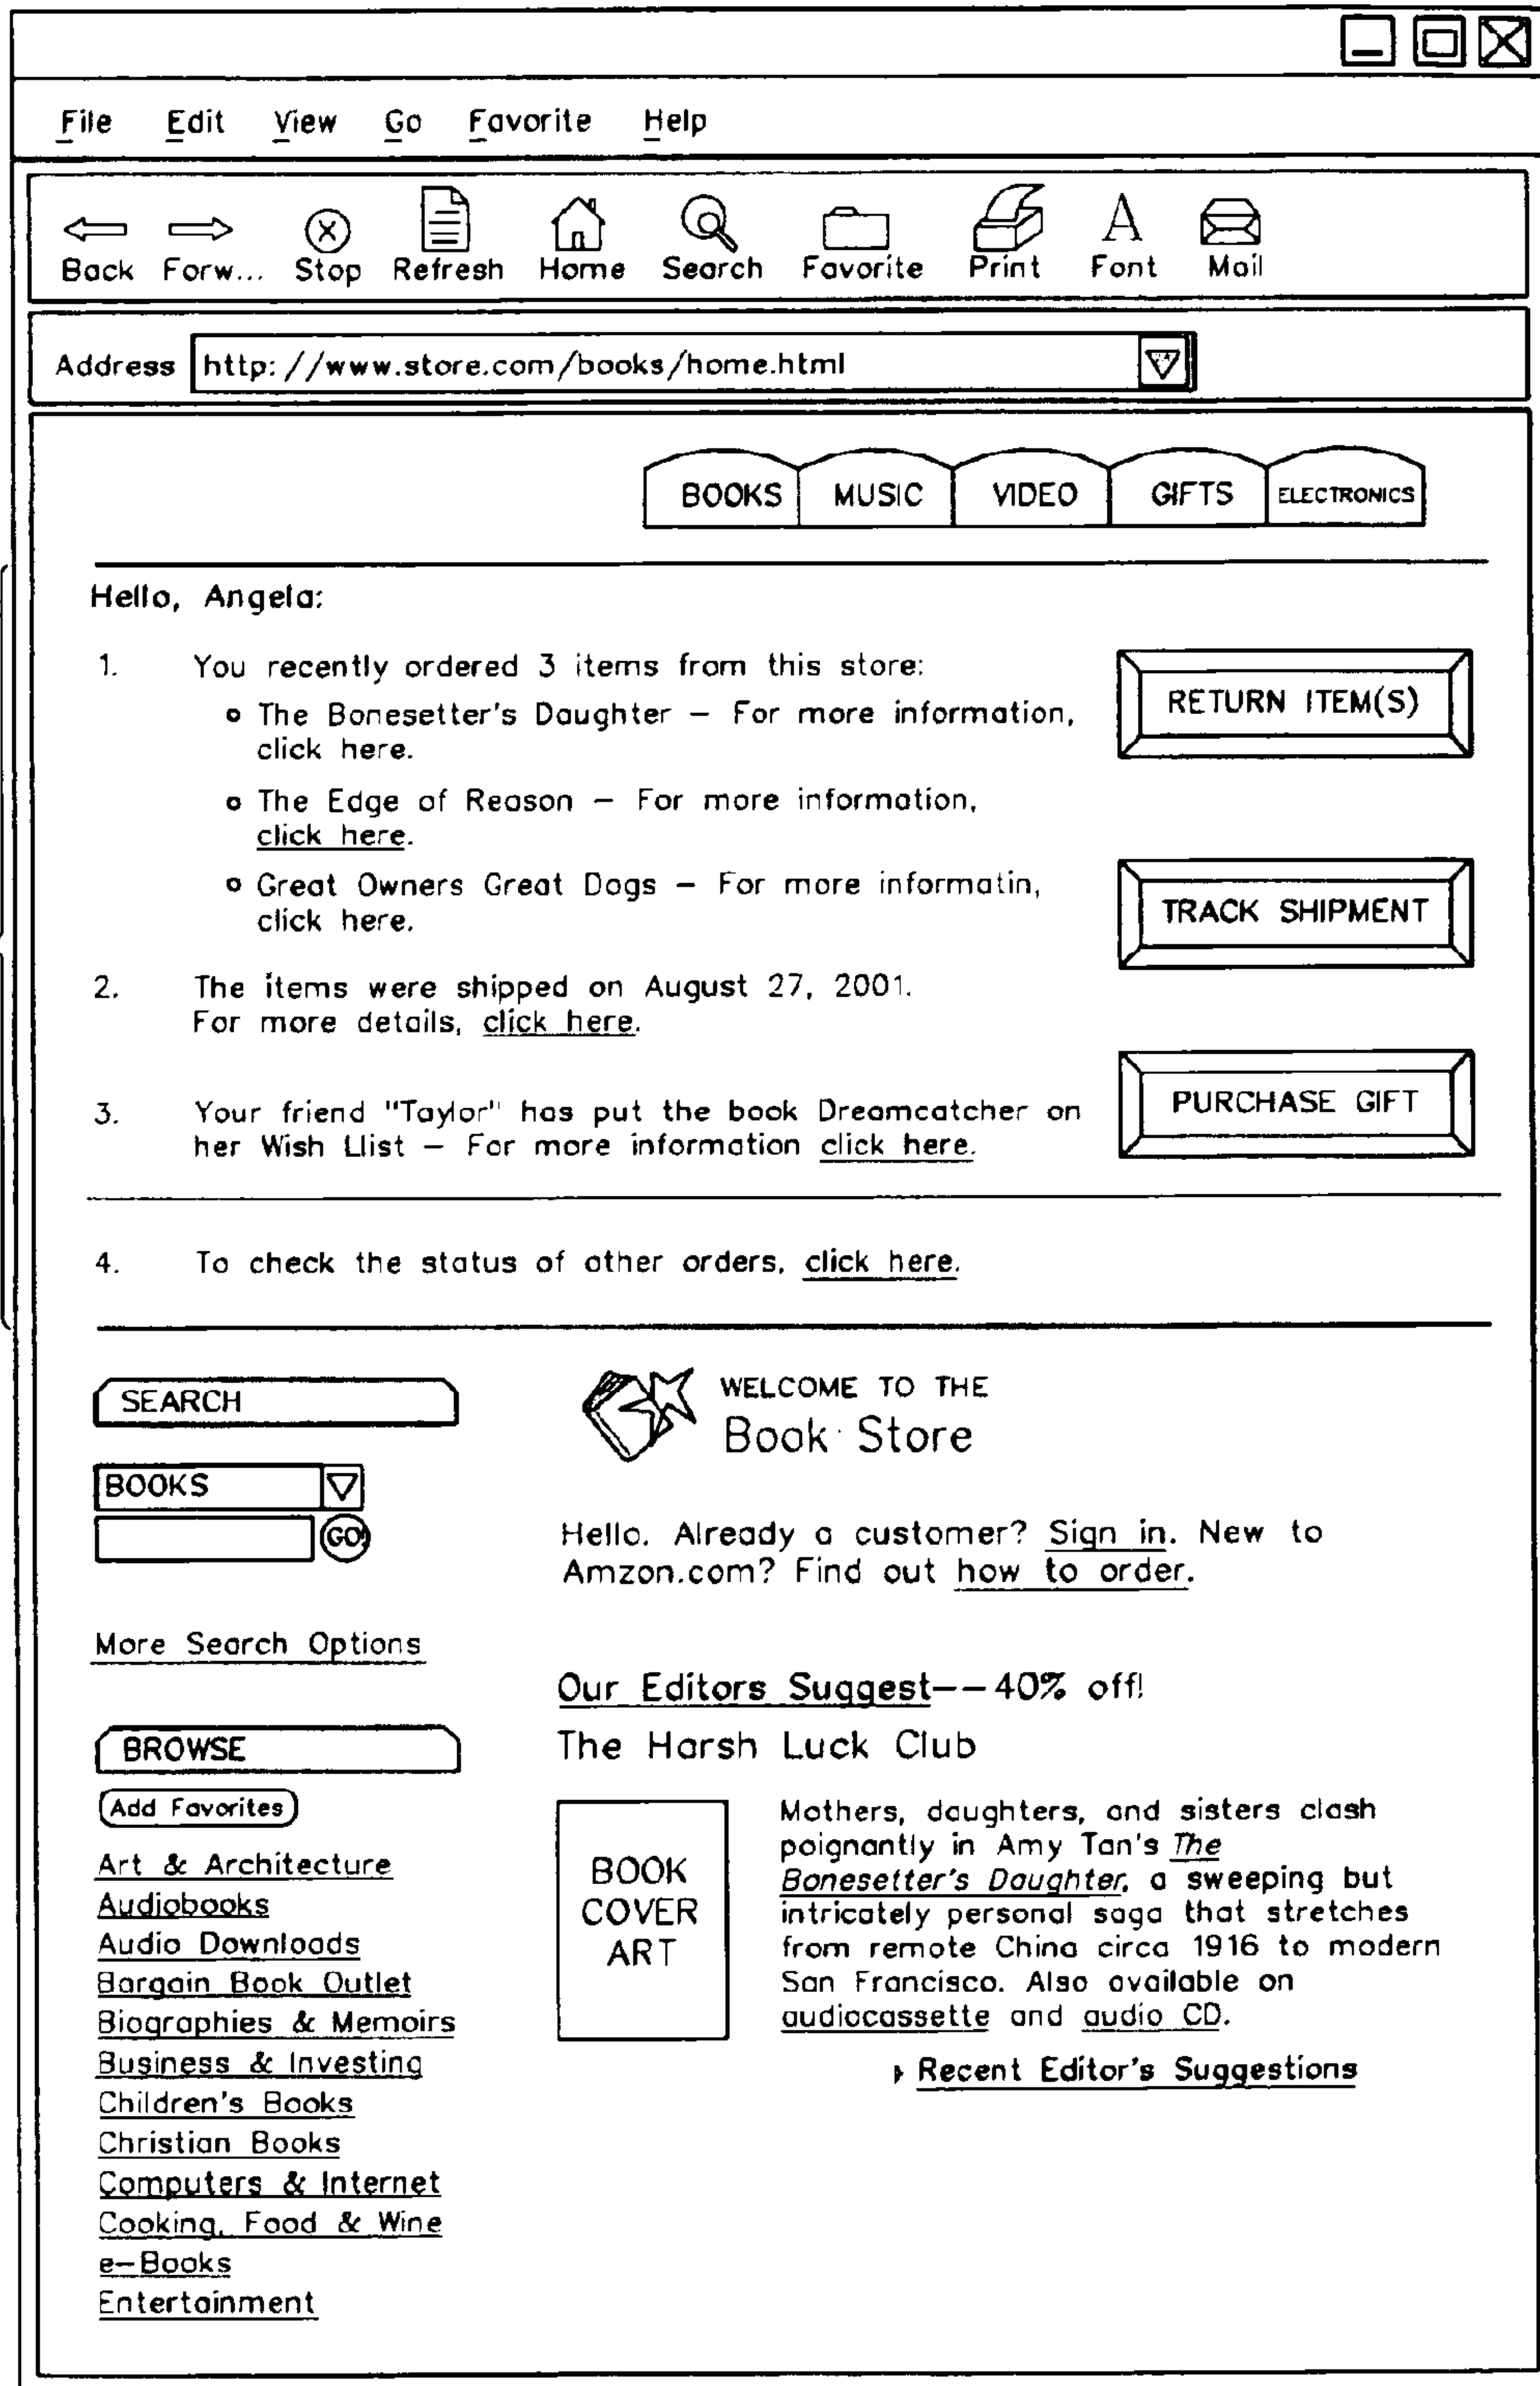 File Edit View Go Favorite Help
Back Forw... Stop Refresh Home Search Favorite Print Font Mail
Address http://www.store.com/books/home.html
BOOKS MUSIC VIDEO GIFTS ELECTRONICS
Hello, Angela:
1. You recently ordered 3 items from this store:
The Bonesetter's Daughter – For more information,
click here.
The Edge of Reason – For more information,
click here.
Great Owners Great Dogs – For more informatin,
click here.
RETURN ITEM(S)
TRACK SHIPMENT
2. The items were shipped on August 27, 2001.
For more details, click here.
3. Your friend "Taylor" has put the book Dreamcatcher on
her Wish Llist – For more information click here.
PURCHASE GIFT
4. To check the status of other orders, click here.
SEARCH
BOOKS
GO!
More Search Options
BROWSE
Add Favorites
Art & Architecture
Audiobooks
Audio Downloads
Bargain Book Outlet
Biographies & Memoirs
Business & Investing
Children's Books
Christian Books
Computers & Internet
Cooking, Food & Wine
e-Books
Entertainment
WELCOME TO THE
Book Store
Hello. Already a customer? Sign in. New to
Amzon.com? Find out how to order.
Our Editors Suggest--40% off!
The Harsh Luck Club
BOOK
COVER
ART
Mothers, daughters, and sisters clash
poignantly in Amy Tan's The
Bonesetter's Daughter, a sweeping but
intricately personal saga that stretches
from remote China circa 1916 to modern
San Francisco. Also available on
audiocassette and audio CD.
Recent Editor's Suggestions